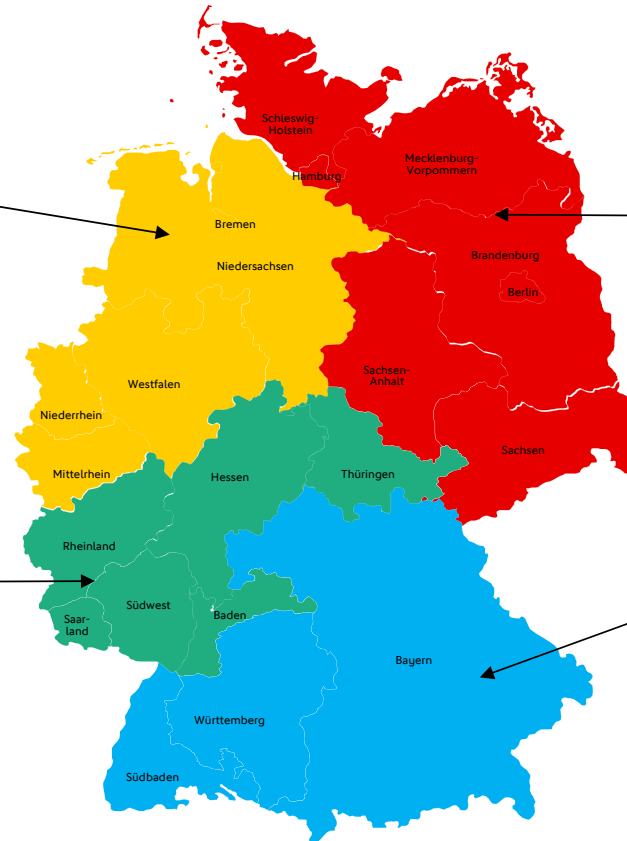 Schleswig-
Holstein
Mecklenburg-
Vorpommern
Hamburg
Bremen
Niedersachsen
Brandenburg
Berlin
Westfalen
Sachsen-
Anhalt
Niederrhein
Sachsen
Mittelrhein
Hessen
Thüringen
Rheinland
Südwest
Baden
Saar-
land
Bayern
Württemberg
Südbaden